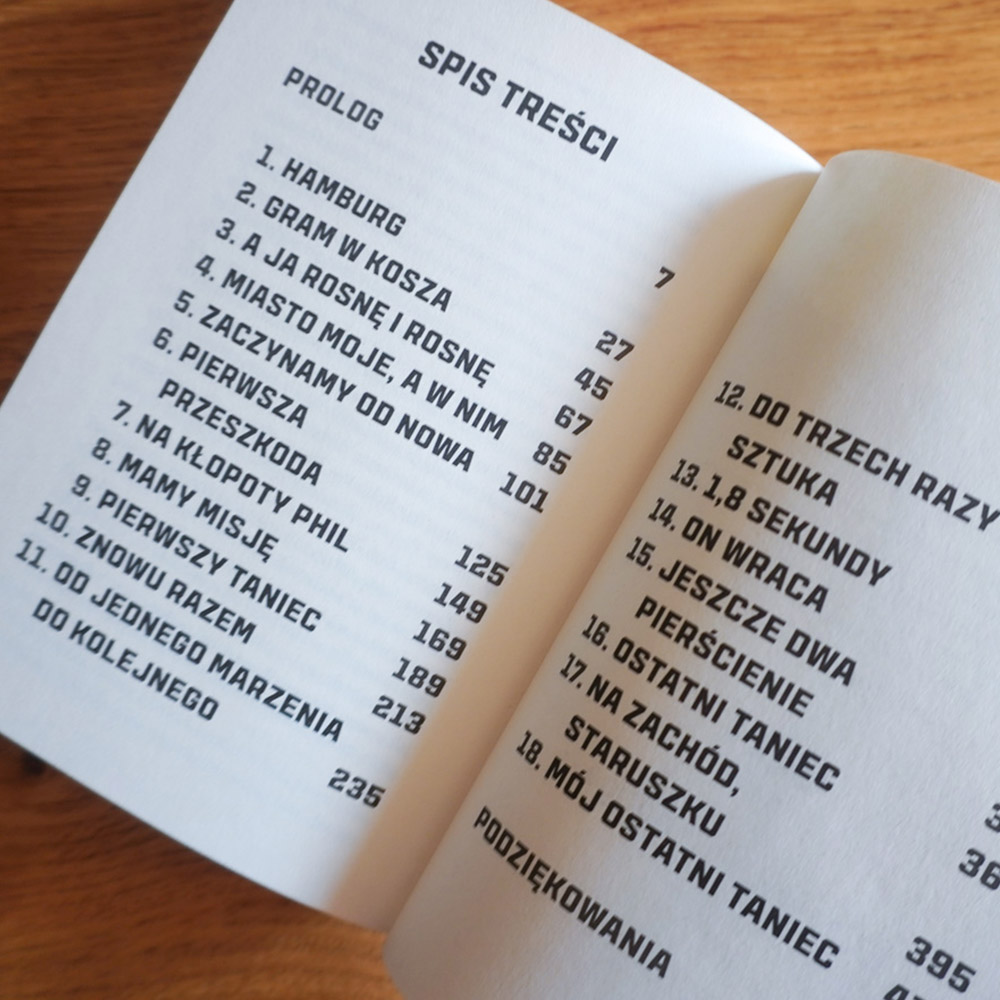 SPIS TREŚCI
PROLOG 7
1. HAMBURG 27
2. GRAM W KOSZA 45
3. A JA ROSNĘ I ROSNĘ 67
4. MIASTO MOJE, A W NIM 85
5. ZACZYNAMY OD NOWA 101
6. PIERWSZA
PRZESZKODA 125
7. NA KŁOPOTY PHIL 149
8. MAMY MISJĘ 169
9. PIERWSZY TANIEC 189
10. ZNOWU RAZEM 213
11. OD JEDNEGO MARZENIA
DO KOLEJNEGO 235
12. DO TRZECH RAZY
SZTUKA
13. 1,8 SEKUNDY
14. ON WRACA
15. JESZCZE DWA
PIERŚCIENIE
16. OSTATNI TANIEC
17. NA ZACHÓD,
STARUSZKU 395
18. MÓJ OSTATNI TANIEC
PODZIĘKOWANIA